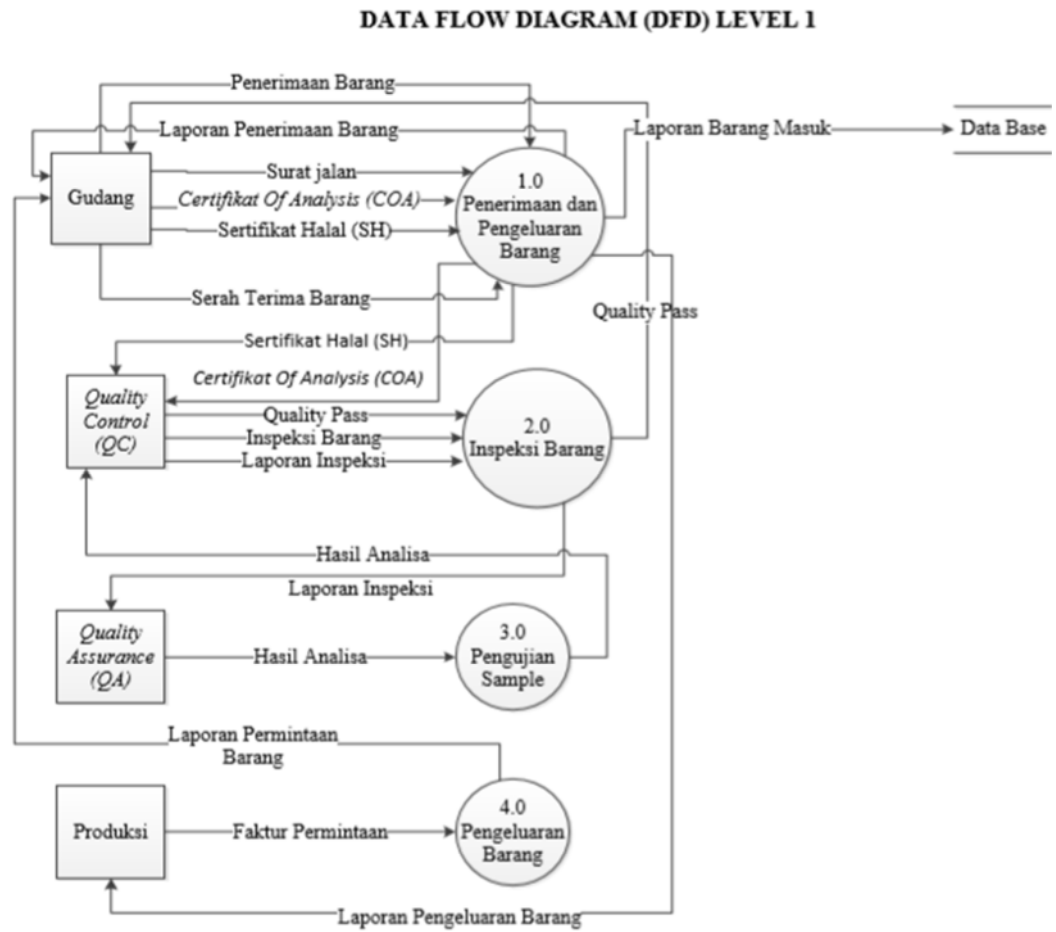 DATA FLOW DIAGRAM (DFD) LEVEL 1
Penerimaan Barang
Laporan Penerimaan Barang
Laporan Barang Masuk
Data Base
Surat jalan
Gudang
Certifikat Of Analysis (COA)
Sertifikat Halal (SH)
1.0
Penerimaan dan
Pengeluaran
Barang
Serah Terima Barang
Quality Pass
Sertifikat Halal (SH)
Certifikat Of Analysis (COA)
Quality
Control
(QC)
Quality Pass
Inspeksi Barang
Laporan Inspeksi
2.0
Inspeksi Barang
Hasil Analisa
Laporan Inspeksi
Quality
Assurance
(QA)
Hasil Analisa
3.0
Pengujian
Sample
Laporan Permintaan
Barang
Produksi
Faktur Permintaan
4.0
Pengeluaran
Barang
Laporan Pengeluaran Barang